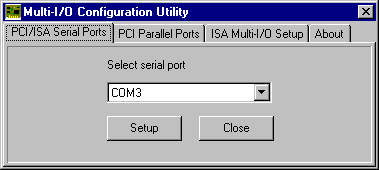 Multi-I/O Configuration Utility
PCI/ISA Serial Ports PCI Parallel Ports ISA Multi-I/O Setup About
Select serial port
COM3
Setup Close